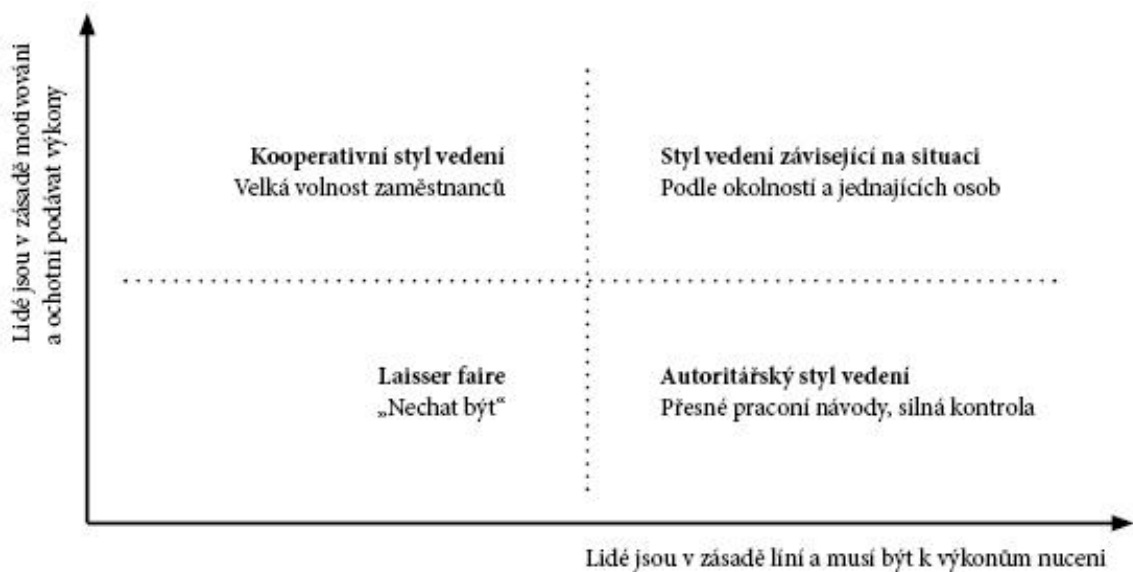 Lidé jsou v zásadě motivováni
a ochotni podávat výkony
Kooperativní styl vedení
Velká volnost zaměstnanců
Styl vedení závisející na situaci
Podle okolností a jednajících osob
Laisser faire
„Nechat být“
Autoritářský styl vedení
Přesné praconí návody, silná kontrola
Lidé jsou v zásadě líní a musí být k výkonům nuceni